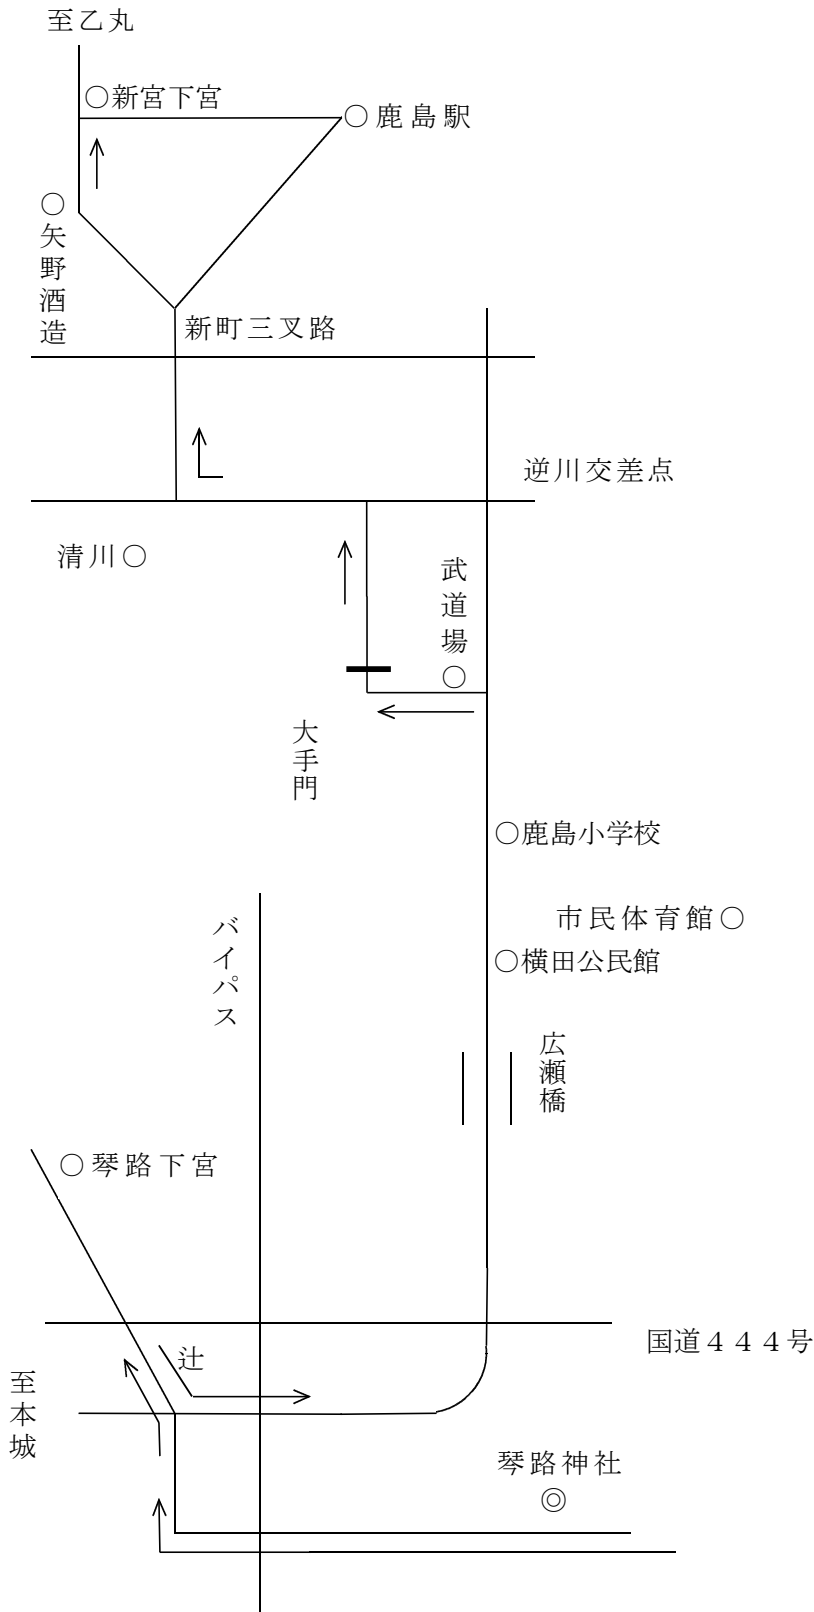 至乙丸
○新宮下宮
○鹿島駅
○矢野酒造
新町三叉路
逆川交差点
清川○
武道場○
大手門
○鹿島小学校
市民体育館○
○横田公民館
バイパス
広瀬橋
○琴路下宮
国道４４４号
辻
至本城
琴路神社
◎